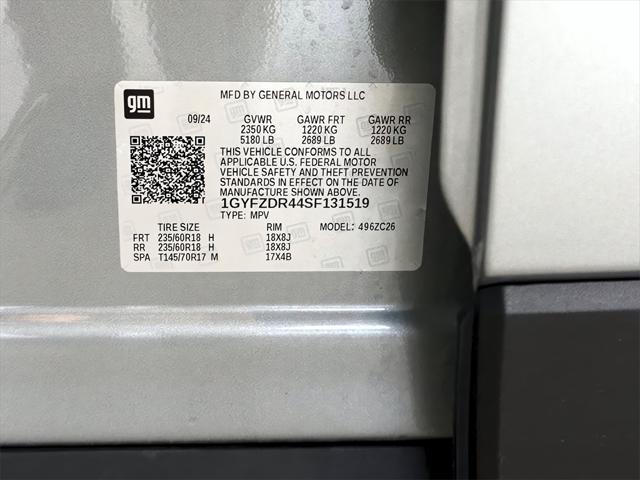 gm
MFD BY GENERAL MOTORS LLC
09/24 GVWR GAWR FRT GAWR RR
2350 KG 1220 KG 1220 KG
5180 LB 2689 LB 2689 LB
THIS VEHICLE CONFORMS TO ALL
APPLICABLE U.S. FEDERAL MOTOR
VEHICLE SAFETY AND THEFT PREVENTION
STANDARDS IN EFFECT ON THE DATE OF
MANUFACTURE SHOWN ABOVE.
1GYFZDR44SF131519
TYPE: MPV MODEL: 496ZC26
TIRE SIZE RIM
FRT 235/60R18 H 18X8J
RR 235/60R18 H 18X8J
SPA T145/70R17 M 17X4B